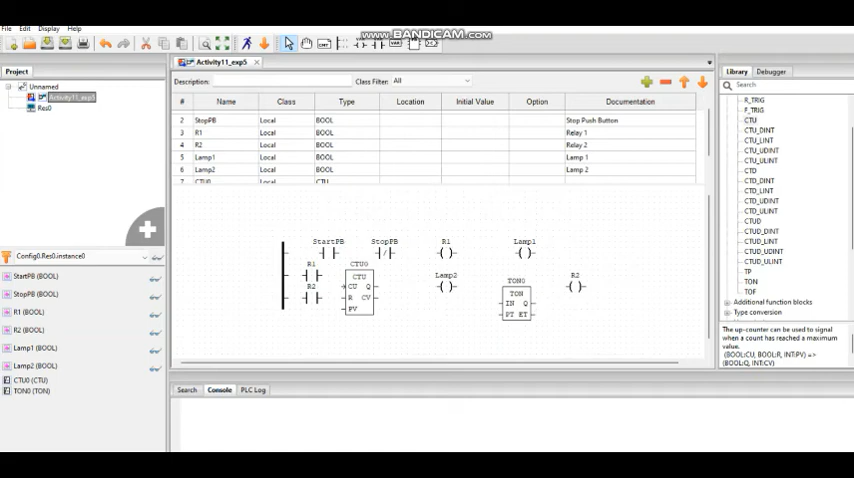 File Edit Display Help
www.BANDICAM.com
Project
Activity11_exp5
Library Debugger
Unnamed
Activity11_exp5
Res0
Description: Class Filter: All
Search
# Name Class Type Location Initial Value Option Documentation
2 StopPB Local BOOL Stop Push Button
3 R1 Local BOOL Relay 1
4 R2 Local BOOL Relay 2
5 Lamp1 Local BOOL Lamp 1
6 Lamp2 Local BOOL Lamp 2
7 CTU0 Local CTU
R_TRIG
F_TRIG
CTU
CTU_DINT
CTU_LINT
CTU_UDINT
CTU_ULINT
CTD
CTD_DINT
CTD_LINT
CTD_UDINT
CTD_ULINT
CTUD
CTUD_DINT
CTUD_LINT
CTUD_UDINT
CTUD_ULINT
TP
TON
TOF
Additional function blocks
Type conversion
The up-counter can be used to signal
when a count has reached a maximum
value.
(BOOL:CU, BOOL:R, INT:PV) =>
(BOOL:Q, INT:CV)
Config0.Res0.instance0
StartPB (BOOL)
StopPB (BOOL)
R1 (BOOL)
R2 (BOOL)
Lamp1 (BOOL)
Lamp2 (BOOL)
CTU0 (CTU)
TON0 (TON)
StartPB StopPB R1 Lamp1
R1 CTU0 Lamp2 TON0 R2
CTU
CU Q
R2
R CV
PV
TON
IN Q
PT ET
Search Console PLC Log